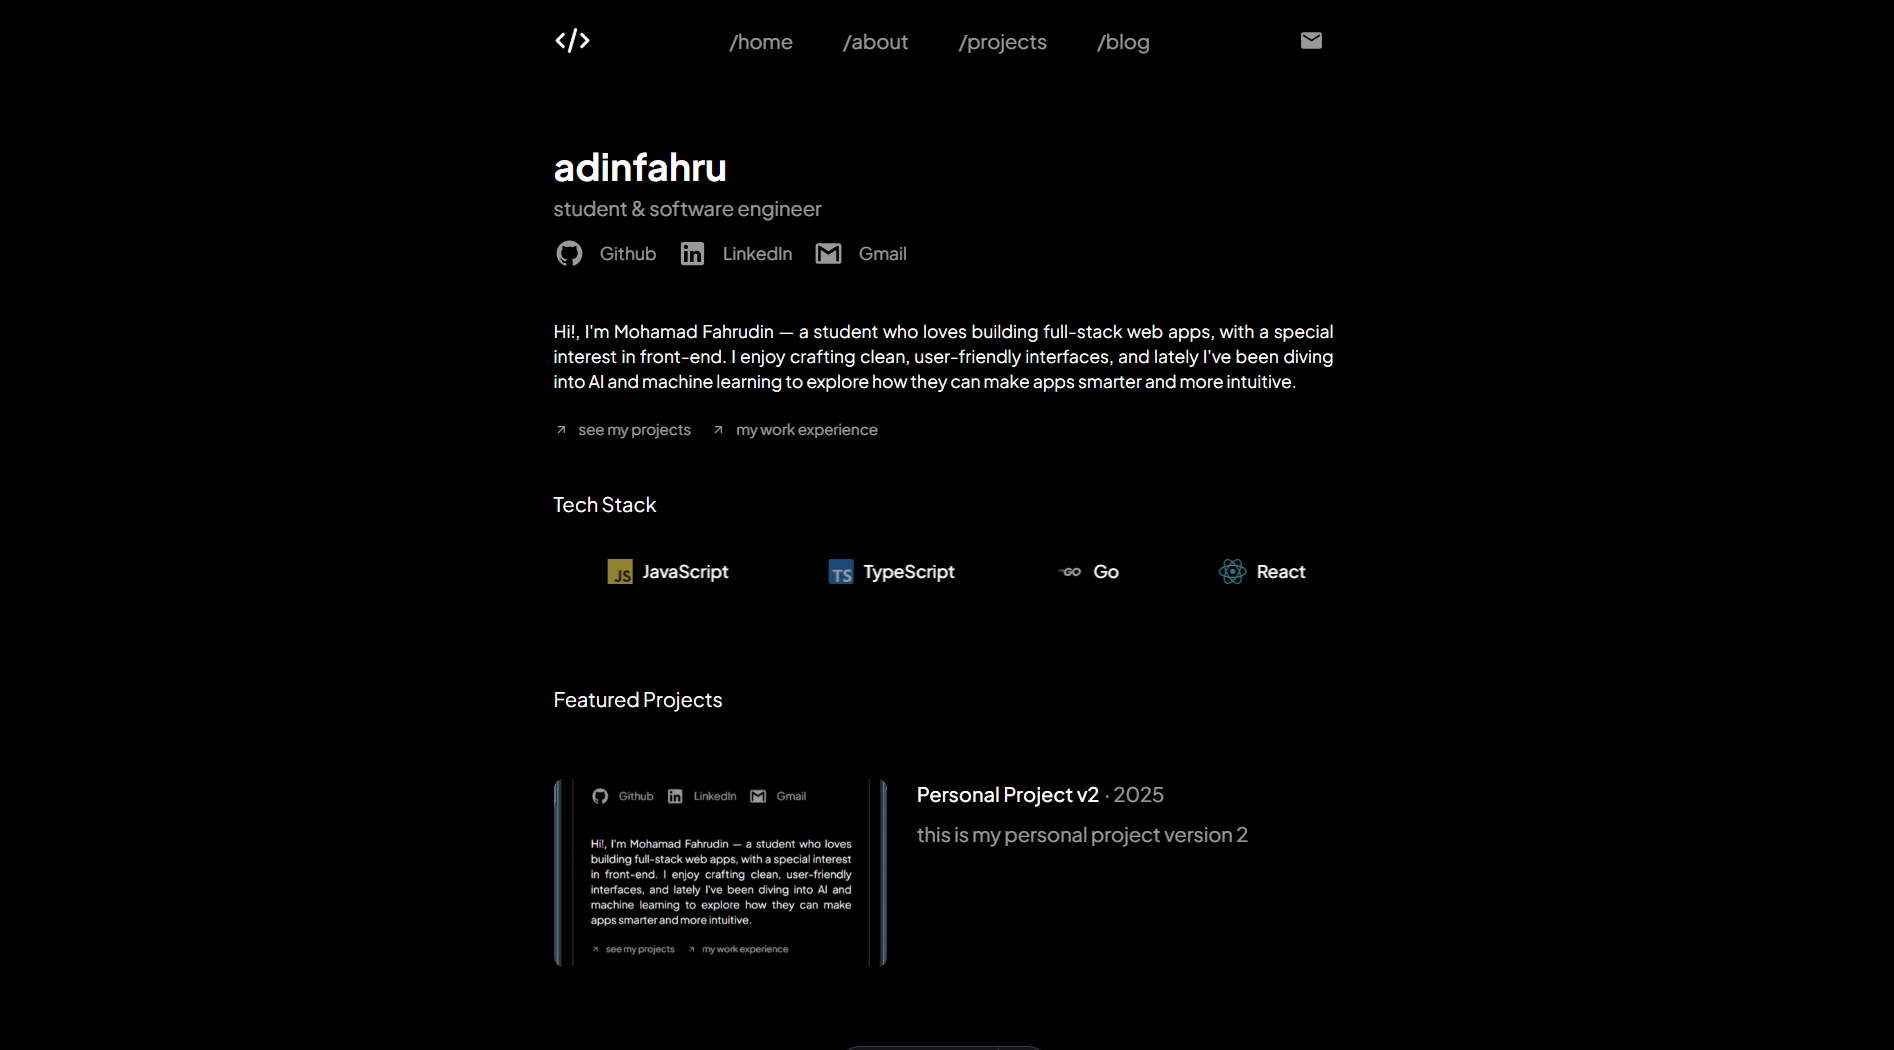 </>
/home /about /projects /blog
adinfahru
student & software engineer
Github LinkedIn Gmail
Hi!, I'm Mohamad Fahrudin — a student who loves building full-stack web apps, with a special
interest in front-end. I enjoy crafting clean, user-friendly interfaces, and lately I've been diving
into AI and machine learning to explore how they can make apps smarter and more intuitive.
see my projects my work experience
Tech Stack
JS JavaScript TS TypeScript GO Go React
Featured Projects
Github LinkedIn Gmail
Hi!, I'm Mohamad Fahrudin — a student who loves
building full-stack web apps, with a special interest
in front-end. I enjoy crafting clean, user-friendly
interfaces, and lately I've been diving into AI and
machine learning to explore how they can make
apps smarter and more intuitive.
see my projects my work experience
Personal Project v2 · 2025
this is my personal project version 2